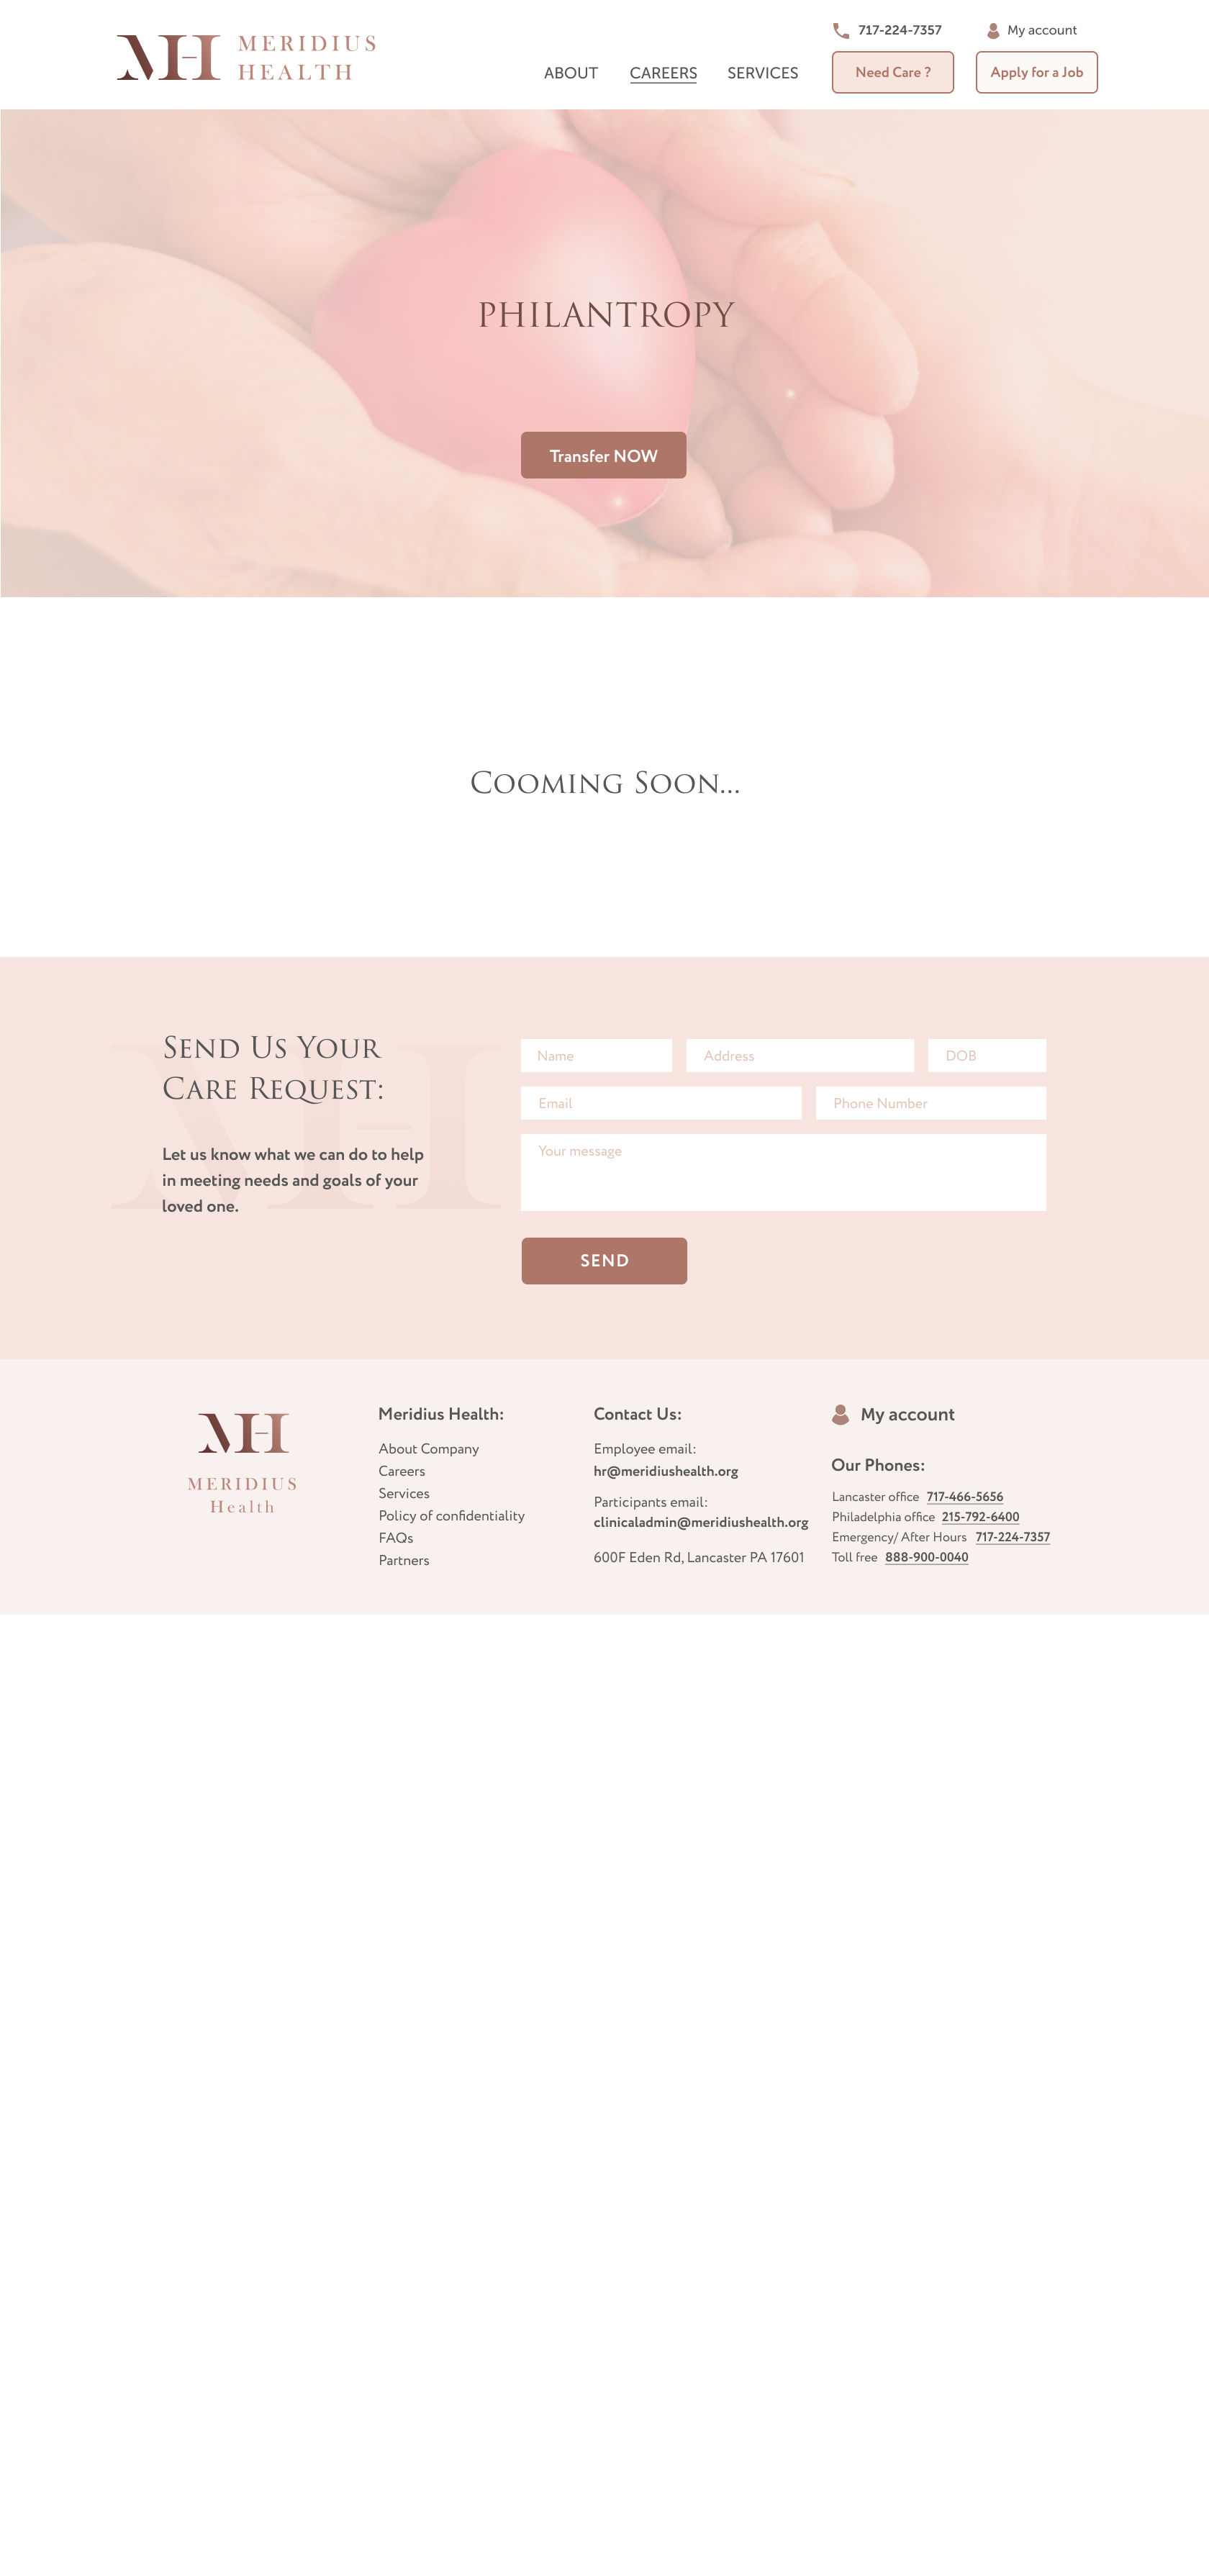 MH MERIDIUS
HEALTH
717-224-7357 My account
ABOUT CAREERS SERVICES Need Care ? Apply for a Job
PHILANTROPY
Transfer NOW
Cooming Soon...
Send Us Your
Care Request:
Let us know what we can do to help
in meeting needs and goals of your
loved one.
Name Address DOB
Email Phone Number
Your message
SEND
MH
MERIDIUS
Health
Meridius Health:
About Company
Careers
Services
Policy of confidentiality
FAQs
Partners
Contact Us:
Employee email:
hr@meridiushealth.org
Participants email:
clinicaladmin@meridiushealth.org
600F Eden Rd, Lancaster PA 17601
My account
Our Phones:
Lancaster office 717-466-5656
Philadelphia office 215-792-6400
Emergency/ After Hours 717-224-7357
Toll free 888-900-0040